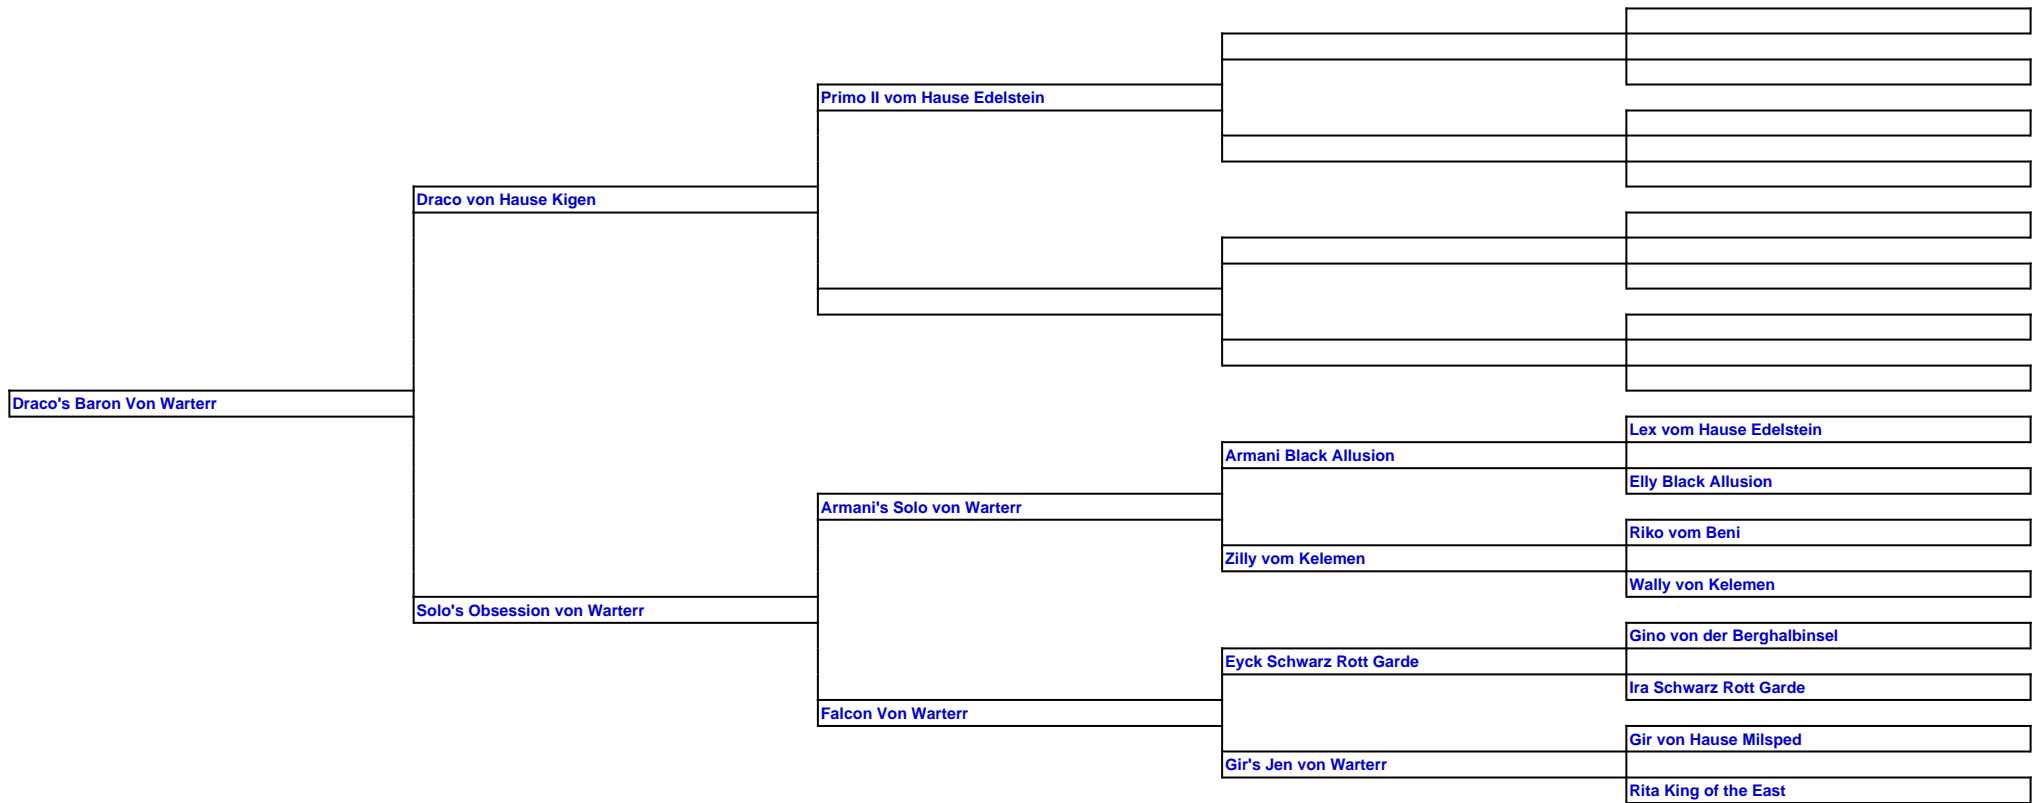 Primo II vom Hause Edelstein
Draco von Hause Kigen
Draco's Baron Von Warterr
Lex vom Hause Edelstein
Armani Black Allusion
Elly Black Allusion
Armani's Solo von Warterr
Riko vom Beni
Zilly vom Kelemen
Wally von Kelemen
Solo's Obsession von Warterr
Gino von der Berghalbinsel
Eyck Schwarz Rott Garde
Ira Schwarz Rott Garde
Falcon Von Warterr
Gir von Hause Milsped
Gir's Jen von Warterr
Rita King of the East